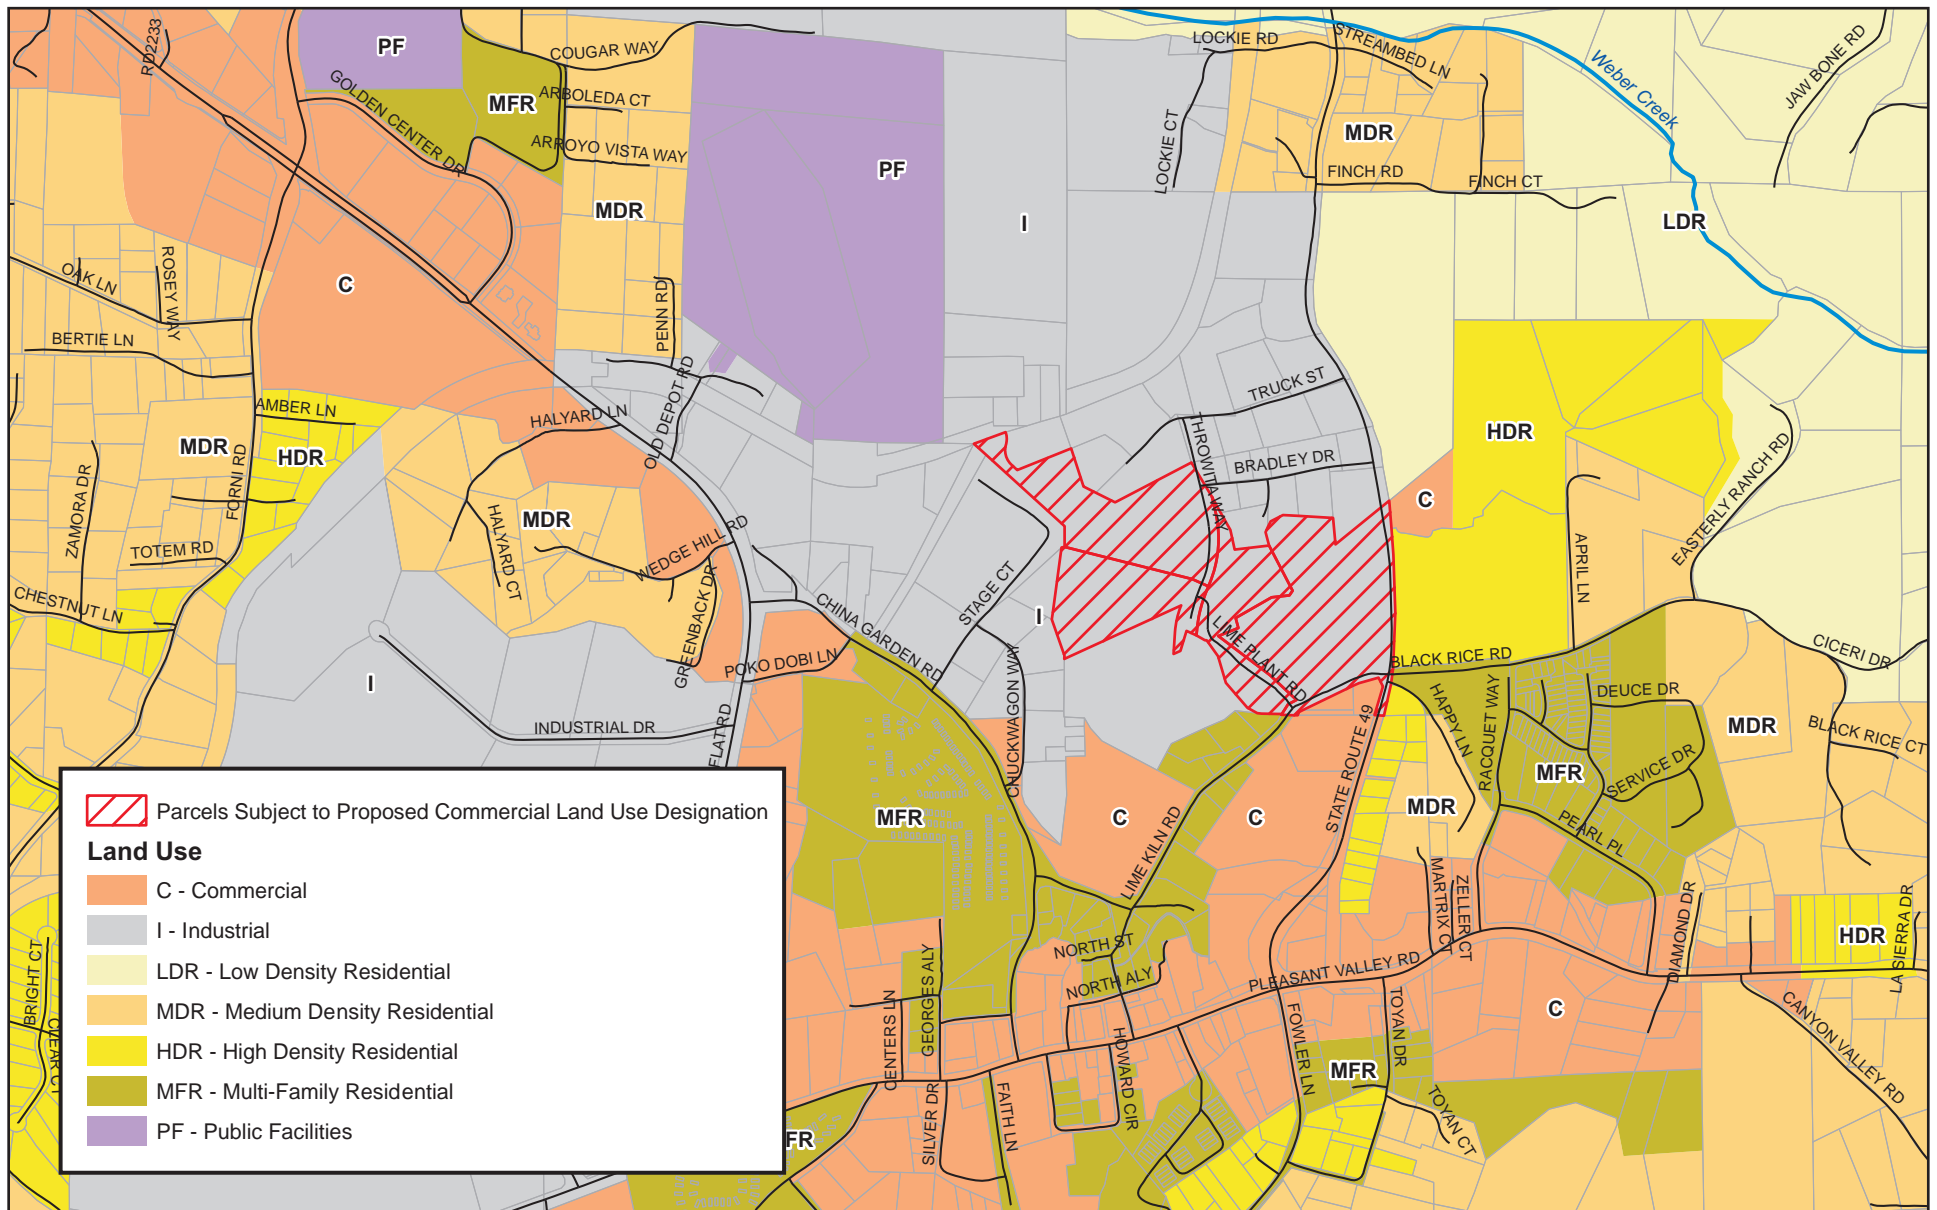 RD2233
PF
COUGAR WAY
LOCKIE RD
STREAMBED LN
Weber Creek
JAW BONE RD
GOLDEN CENTER DR
MFR
ARBOLEDA CT
ARROYO VISTA WAY
PF
LOCKIE CT
MDR
FINCH RD
FINCH CT
MDR
I
LDR
OAK LN
ROSEY WAY
C
PENN RD
BERTIE LN
OLD DEPOT RD
TRUCK ST
AMBER LN
HALYARD LN
THROWITA WAY
HDR
MDR
HDR
BRADLEY DR
ZAMORA DR
FORNI RD
C
EASTERLY RANCH RD
HALYARD CT
MDR
WEDGE HILL RD
APRIL LN
TOTEM RD
GREENBACK DR
STAGE CT
CHESTNUT LN
CHINA GARDEN RD
I
LIME PLANT RD
POKO DOBI LN
BLACK RICE RD
CICERI DR
I
CHUCKWAGON WAY
HAPPY LN
RACQUET WAY
DEUCE DR
INDUSTRIAL DR
FLAT RD
STATE ROUTE 49
MDR
BLACK RICE CT
MFR
SERVICE DR
MFR
C
C
MDR
PEARL PL
LIME KILN RD
MARTRIX CT
ZELLER CT
DIAMOND DR
LA SIERRA DR
HDR
NORTH ST
NORTH ALY
PLEASANT VALLEY RD
GEORGES ALY
CENTERS LN
C
CANYON VALLEY RD
TOYAN DR
FOWLER LN
HOWARD CIR
MFR
TOYAN CT
FAITH LN
SILVER DR
FR
BRIGHT CT
CLEAR CT
Parcels Subject to Proposed Commercial Land Use Designation
Land Use
C - Commercial
I - Industrial
LDR - Low Density Residential
MDR - Medium Density Residential
HDR - High Density Residential
MFR - Multi-Family Residential
PF - Public Facilities